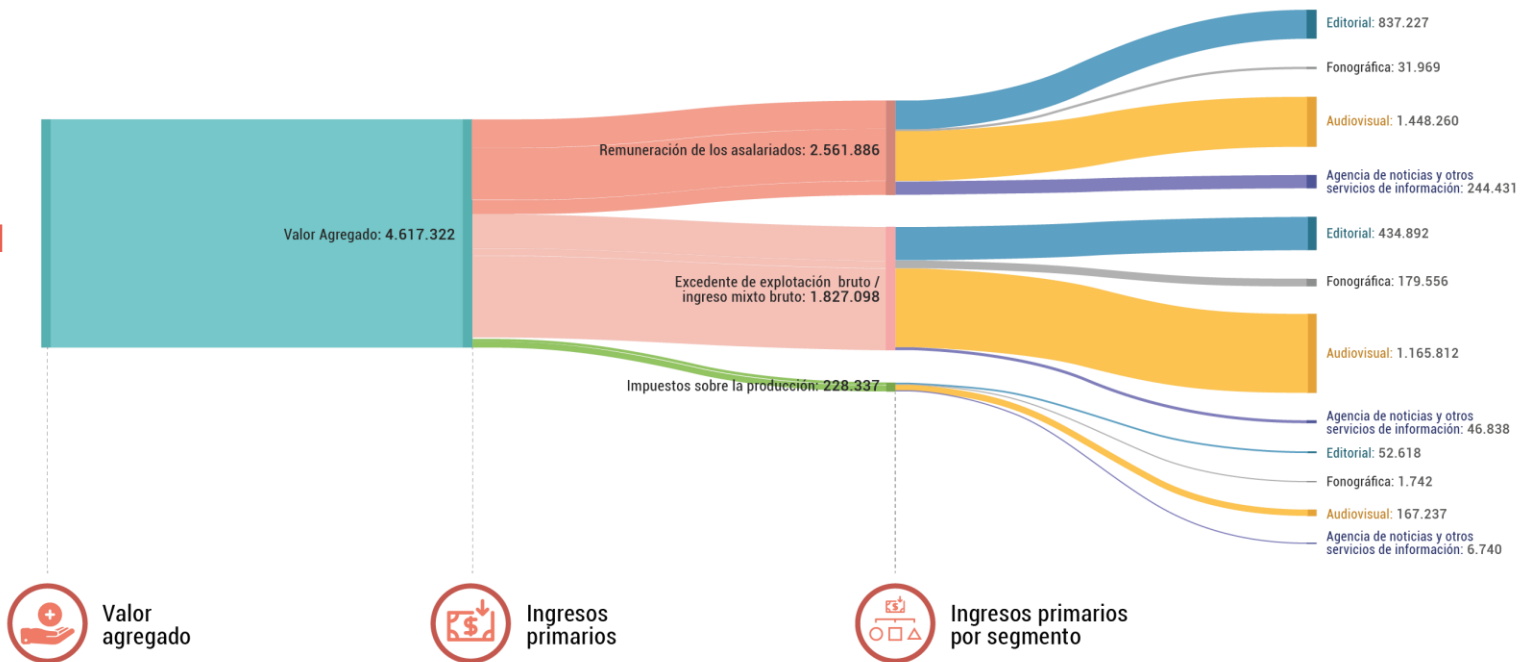 Editorial: 837.227
Fonográfica: 31.969
Audiovisual: 1.448.260
Remuneración de los asalariados: 2.561.886
Agencia de noticias y otros
servicios de información: 244.431
Valor Agregado: 4.617.322
Editorial: 434.892
Excedente de explotación bruto /
ingreso mixto bruto: 1.827.098
Fonográfica: 179.556
Audiovisual: 1.165.812
Impuestos sobre la producción: 228.337
Agencia de noticias y otros
servicios de información: 46.838
Editorial: 52.618
Fonográfica: 1.742
Audiovisual: 167.237
Agencia de noticias y otros
servicios de información: 6.740
Valor
agregado
Ingresos
primarios
Ingresos primarios
por segmento